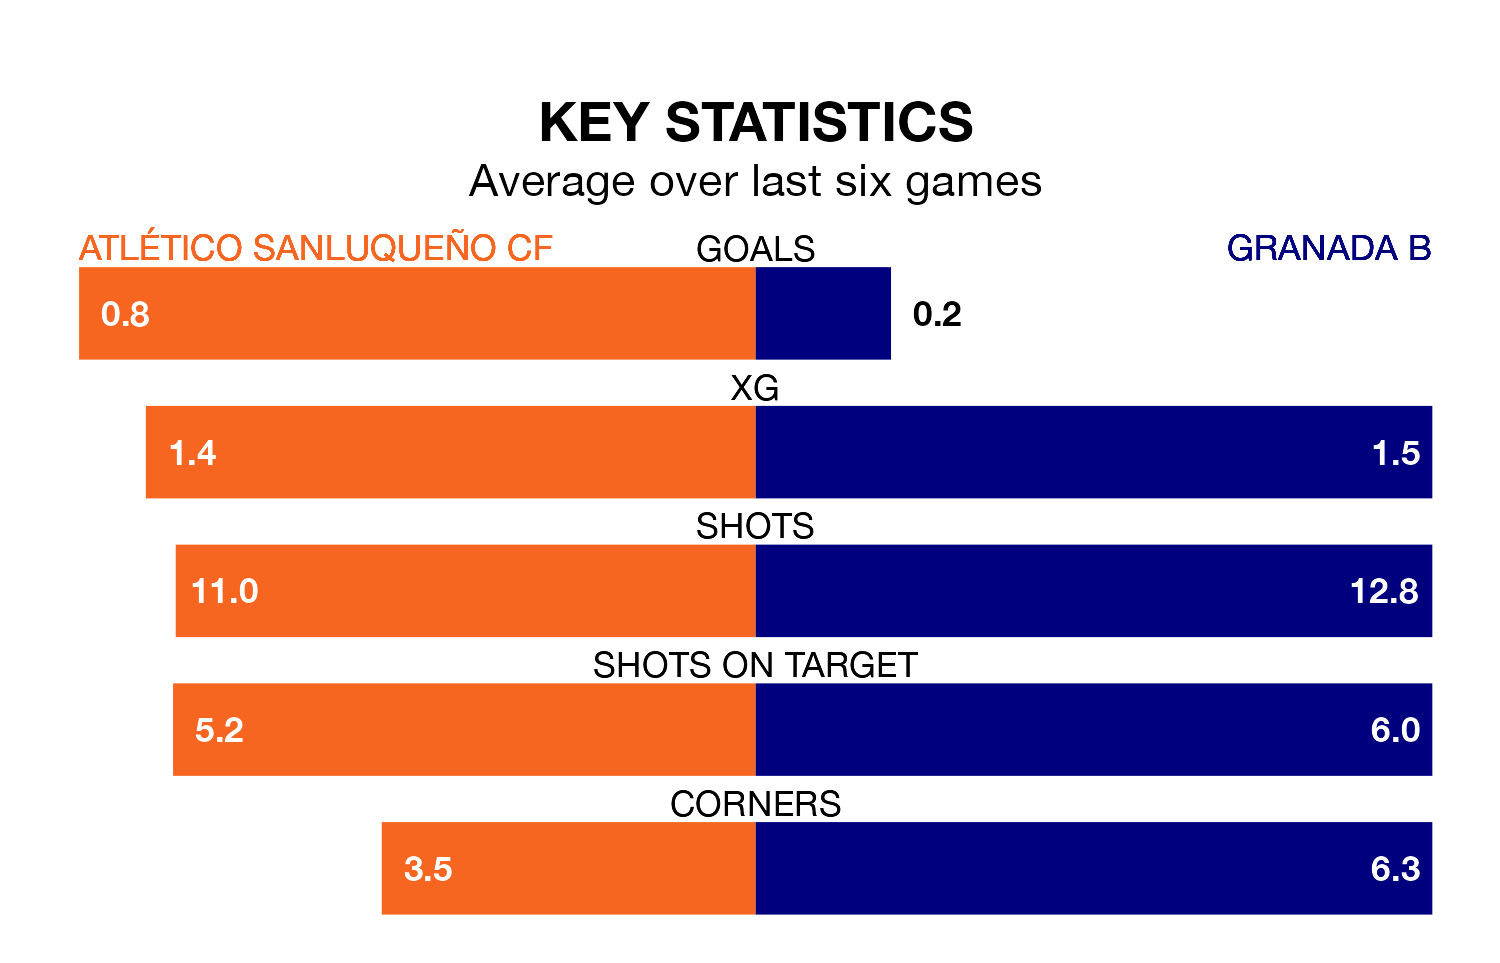 KEY STATISTICS
Average over last six games
ATLÉTICO SANLUQUEÑO CF GOALS GRANADA B
0.8 0.2
XG
1.4 1.5
SHOTS
11.0 12.8
SHOTS ON TARGET
5.2 6.0
CORNERS
3.5 6.3